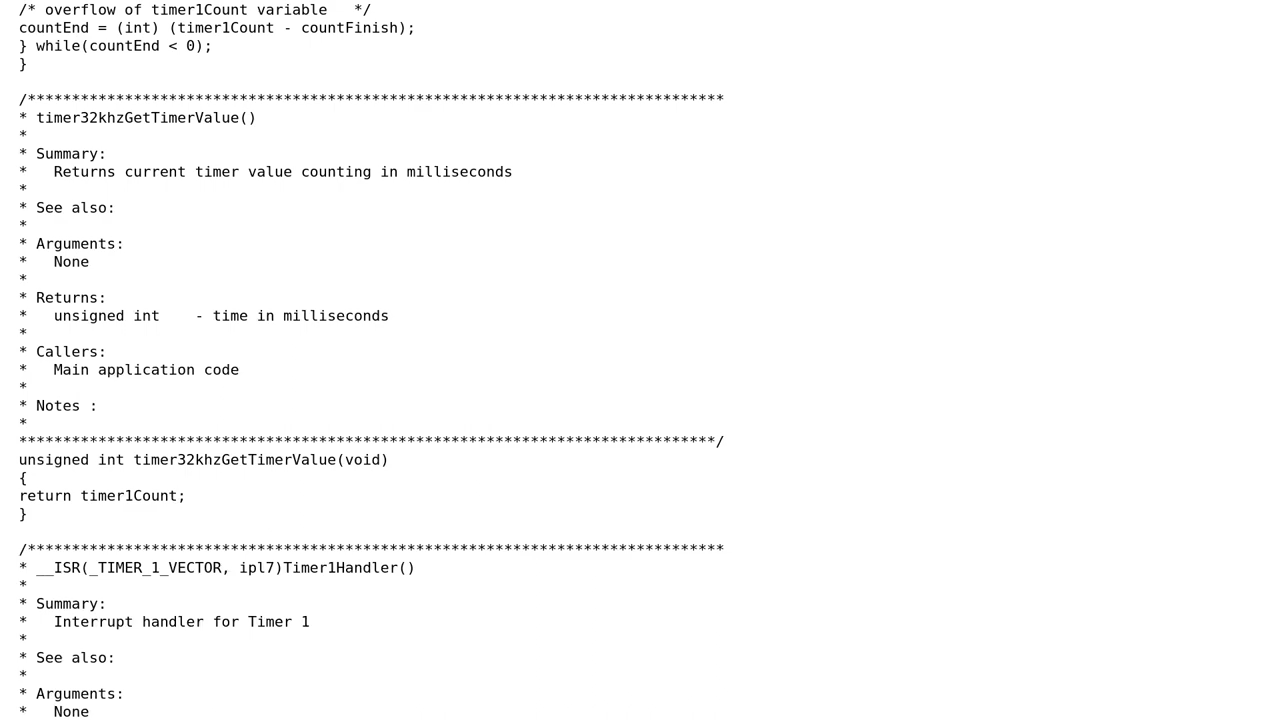 /* overflow of timer1Count variable   */
countEnd = (int) (timer1Count - countFinish);
} while(countEnd < 0);
}

/*******************************************************************************
* timer32khzGetTimerValue()
*
* Summary:
*   Returns current timer value counting in milliseconds
*
* See also:
*
* Arguments:
*   None
*
* Returns:
*   unsigned int    - time in milliseconds
*
* Callers:
*   Main application code
*
* Notes :
*
*******************************************************************************/
unsigned int timer32khzGetTimerValue(void)
{
return timer1Count;
}

/*******************************************************************************
* __ISR(_TIMER_1_VECTOR, ipl7)Timer1Handler()
*
* Summary:
*   Interrupt handler for Timer 1
*
* See also:
*
* Arguments:
*   None